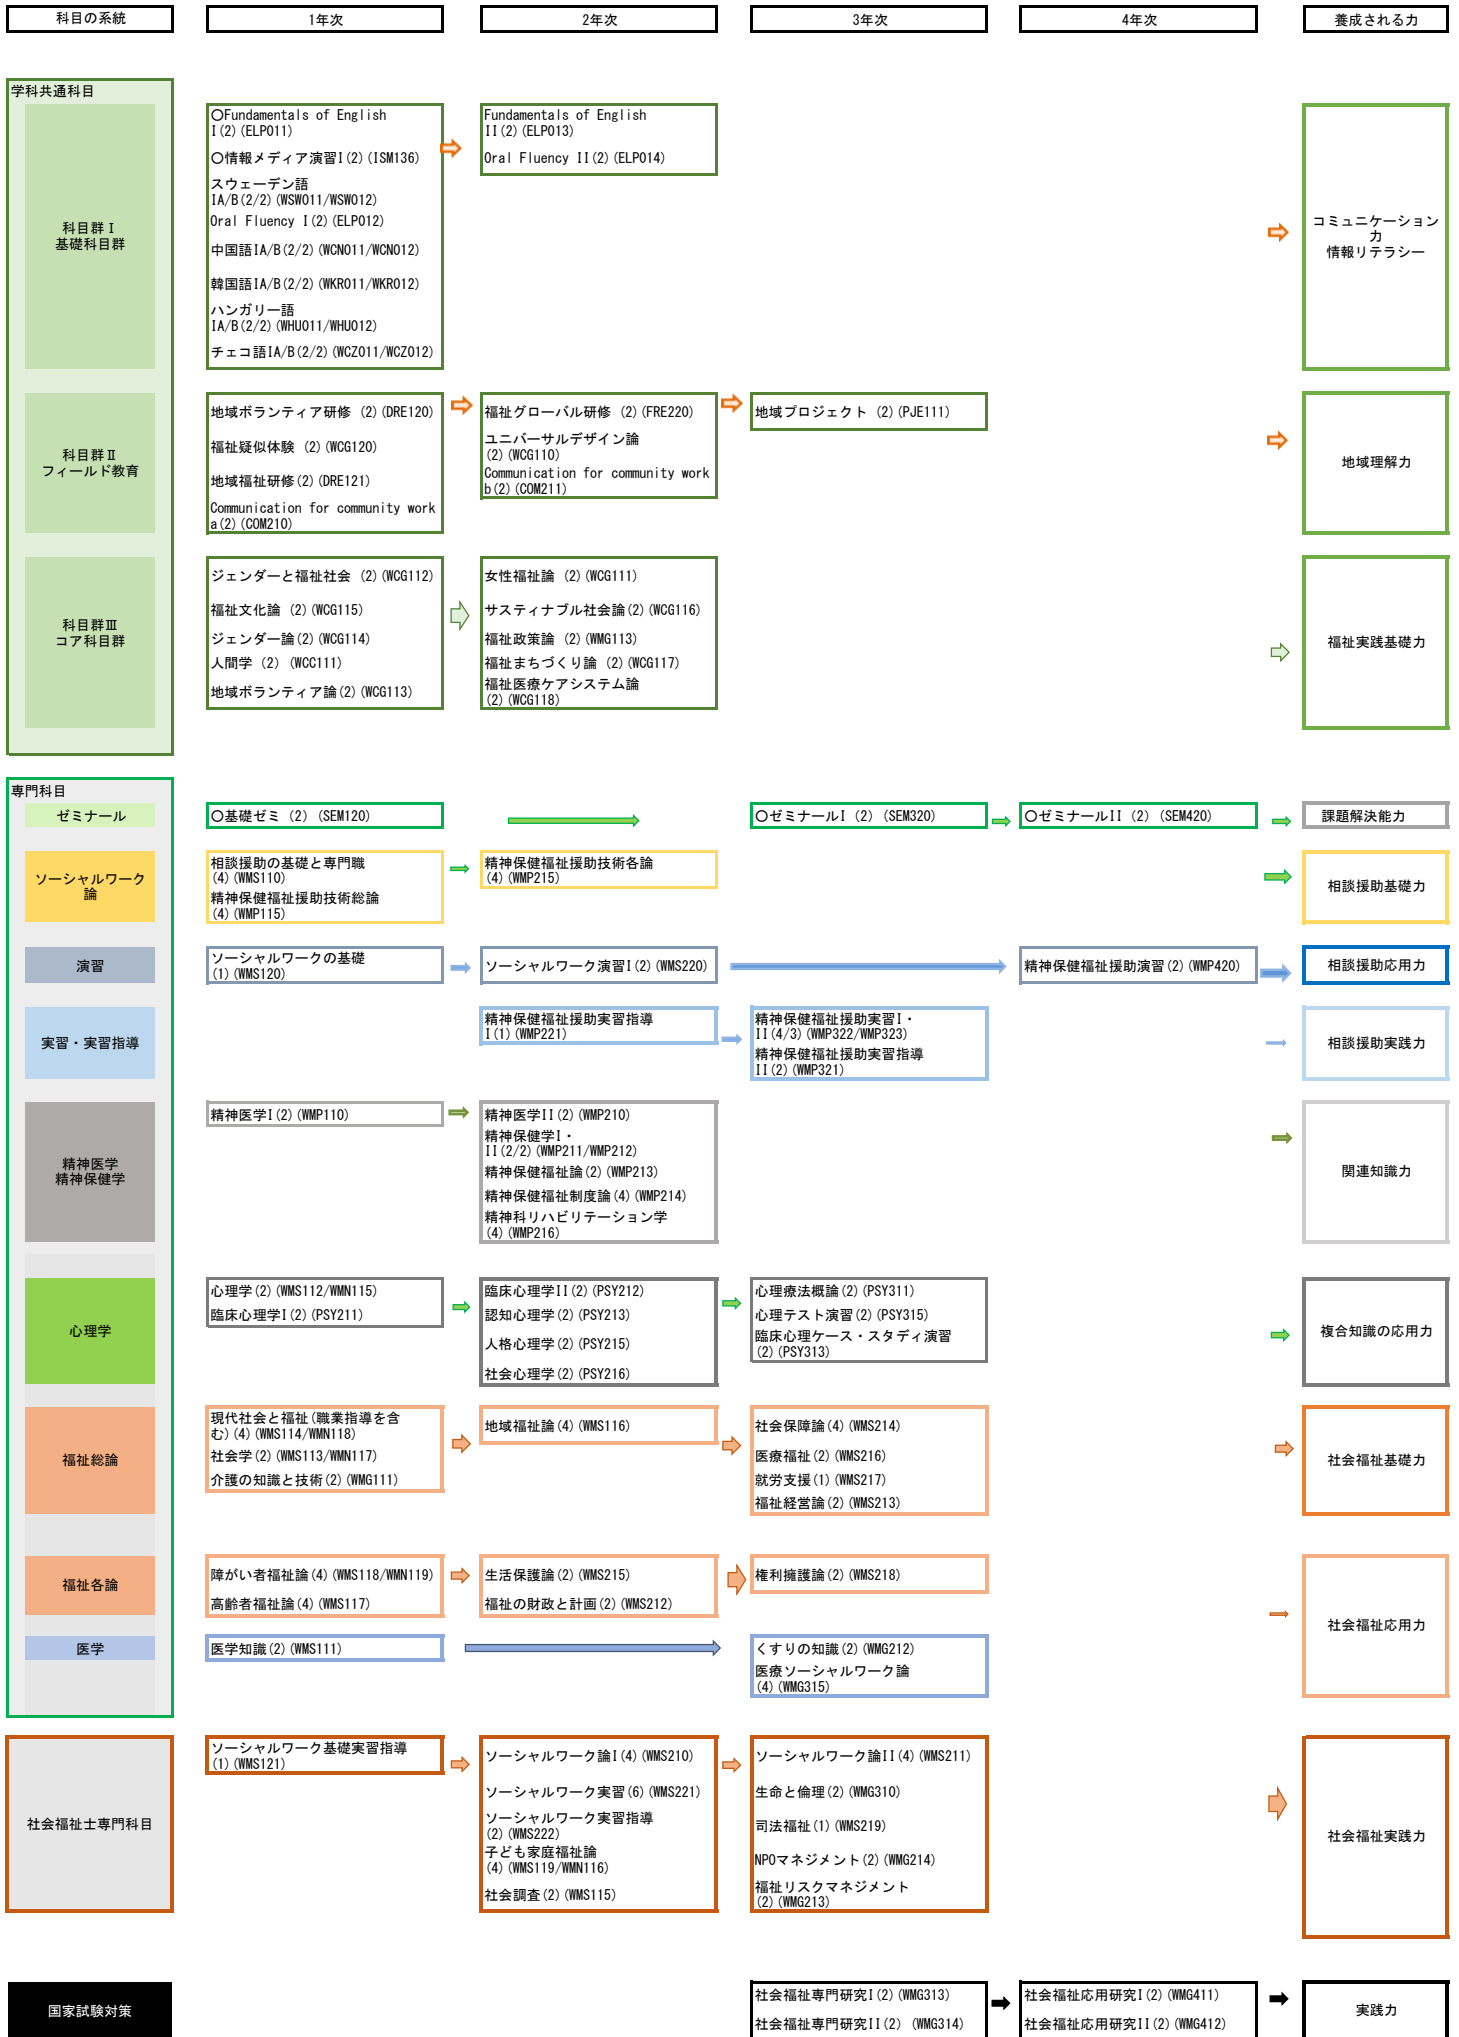 科目の系統
1年次
2年次
3年次
4年次
養成される力
学科共通科目
科目群Ⅰ
基礎科目群
〇Fundamentals of English
I(2)(ELP011)
〇情報メディア演習I(2)(ISM136)
スウェーデン語
IA/B(2/2)(WSW011/WSW012)
Oral Fluency I(2)(ELP012)
中国語IA/B(2/2)(WCN011/WCN012)
韓国語IA/B(2/2)(WKR011/WKR012)
ハンガリー語
IA/B(2/2)(WHU011/WHU012)
チェコ語IA/B(2/2)(WCZ011/WCZ012)
Fundamentals of English
II(2)(ELP013)
Oral Fluency II(2)(ELP014)
コミュニケーション
力
情報リテラシー
科目群Ⅱ
フィールド教育
地域ボランティア研修 (2)(DRE120)
福祉疑似体験 (2)(WCG120)
地域福祉研修(2)(DRE121)
Communication for community work
a(2)(COM210)
福祉グローバル研修 (2)(FRE220)
ユニバーサルデザイン論
(2)(WCG110)
Communication for community work
b(2)(COM211)
地域プロジェクト (2)(PJE111)
地域理解力
科目群Ⅲ
コア科目群
ジェンダーと福祉社会 (2)(WCG112)
福祉文化論 (2)(WCG115)
ジェンダー論(2)(WCG114)
人間学（2）(WCC111)
地域ボランティア論(2)(WCG113)
女性福祉論 (2)(WCG111)
サスティナブル社会論(2)(WCG116)
福祉政策論 (2)(WMG113)
福祉まちづくり論 (2)(WCG117)
福祉医療ケアシステム論
(2)(WCG118)
福祉実践基礎力
専門科目
ゼミナール
〇基礎ゼミ（2）(SEM120)
〇ゼミナールI（2）(SEM320)
〇ゼミナールII（2）(SEM420)
課題解決能力
ソーシャルワーク
論
相談援助の基礎と専門職
(4)(WMS110)
精神保健福祉援助技術総論
(4)(WMP115)
精神保健福祉援助技術各論
(4)(WMP215)
相談援助基礎力
演習
ソーシャルワークの基礎
(1)(WMS120)
ソーシャルワーク演習I(2)(WMS220)
精神保健福祉援助演習(2)(WMP420)
相談援助応用力
実習・実習指導
精神保健福祉援助実習指導
I(1)(WMP221)
精神保健福祉援助実習I・
II(4/3)(WMP322/WMP323)
精神保健福祉援助実習指導
II(2)(WMP321)
相談援助実践力
精神医学
精神保健学
精神医学I(2)(WMP110)
精神医学II(2)(WMP210)
精神保健学I・
II(2/2)(WMP211/WMP212)
精神保健福祉論(2)(WMP213)
精神保健福祉制度論(4)(WMP214)
精神科リハビリテーション学
(4)(WMP216)
関連知識力
心理学
心理学(2)(WMS112/WMN115)
臨床心理学I(2)(PSY211)
臨床心理学II(2)(PSY212)
認知心理学(2)(PSY213)
人格心理学(2)(PSY215)
社会心理学(2)(PSY216)
心理療法概論(2)(PSY311)
心理テスト演習(2)(PSY315)
臨床心理ケース・スタディ演習
(2)(PSY313)
複合知識の応用力
福祉総論
現代社会と福祉(職業指導を含
む)(4)(WMS114/WMN118)
社会学(2)(WMS113/WMN117)
介護の知識と技術(2)(WMG111)
地域福祉論(4)(WMS116)
社会保障論(4)(WMS214)
医療福祉(2)(WMS216)
就労支援(1)(WMS217)
福祉経営論(2)(WMS213)
社会福祉基礎力
福祉各論
障がい者福祉論(4)(WMS118/WMN119)
高齢者福祉論(4)(WMS117)
生活保護論(2)(WMS215)
福祉の財政と計画(2)(WMS212)
権利擁護論(2)(WMS218)
社会福祉応用力
医学
医学知識(2)(WMS111)
くすりの知識(2)(WMG212)
医療ソーシャルワーク論
(4)(WMG315)
社会福祉士専門科目
ソーシャルワーク基礎実習指導
(1)(WMS121)
ソーシャルワーク論I(4)(WMS210)
ソーシャルワーク実習(6)(WMS221)
ソーシャルワーク実習指導
(2)(WMS222)
子ども家庭福祉論
(4)(WMS119/WMN116)
社会調査(2)(WMS115)
ソーシャルワーク論II(4)(WMS211)
生命と倫理(2)(WMG310)
司法福祉(1)(WMS219)
NPOマネジメント(2)(WMG214)
福祉リスクマネジメント
(2)(WMG213)
社会福祉実践力
国家試験対策
社会福祉専門研究I(2)(WMG313)
社会福祉専門研究II(2) (WMG314)
社会福祉応用研究I(2)(WMG411)
社会福祉応用研究II(2)(WMG412)
実践力